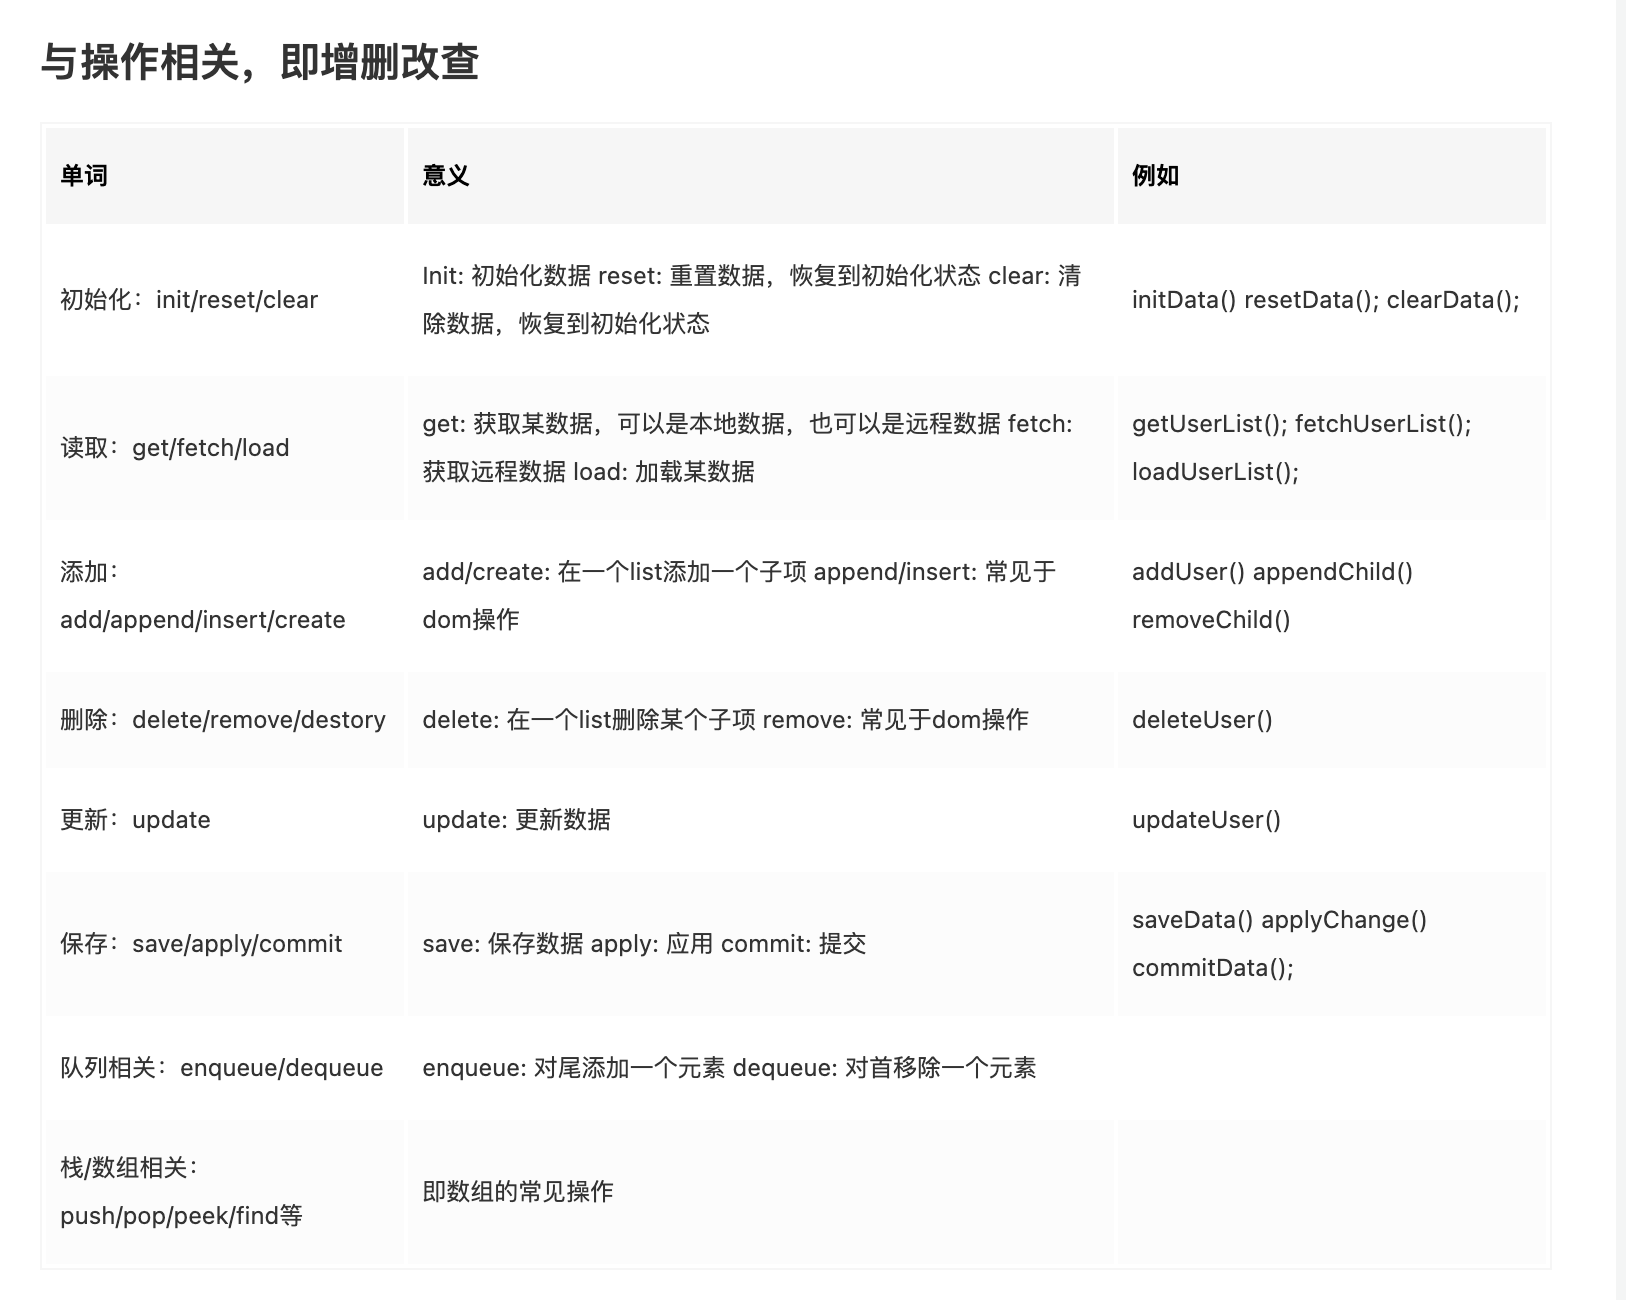 与操作相关，即增删改查
单词
意义
例如
初始化：init/reset/clear
Init: 初始化数据 reset: 重置数据，恢复到初始化状态 clear: 清
除数据，恢复到初始化状态
initData() resetData(); clearData();
读取：get/fetch/load
get: 获取某数据，可以是本地数据，也可以是远程数据 fetch:
获取远程数据 load: 加载某数据
getUserList(); fetchUserList();
loadUserList();
添加：
add/append/insert/create
add/create: 在一个list添加一个子项 append/insert: 常见于
dom操作
addUser() appendChild()
removeChild()
删除：delete/remove/destory
delete: 在一个list删除某个子项 remove: 常见于dom操作
deleteUser()
更新：update
update: 更新数据
updateUser()
保存：save/apply/commit
save: 保存数据 apply: 应用 commit: 提交
saveData() applyChange()
commitData();
队列相关：enqueue/dequeue
enqueue: 对尾添加一个元素 dequeue: 对首移除一个元素
栈/数组相关：
push/pop/peek/find等
即数组的常见操作